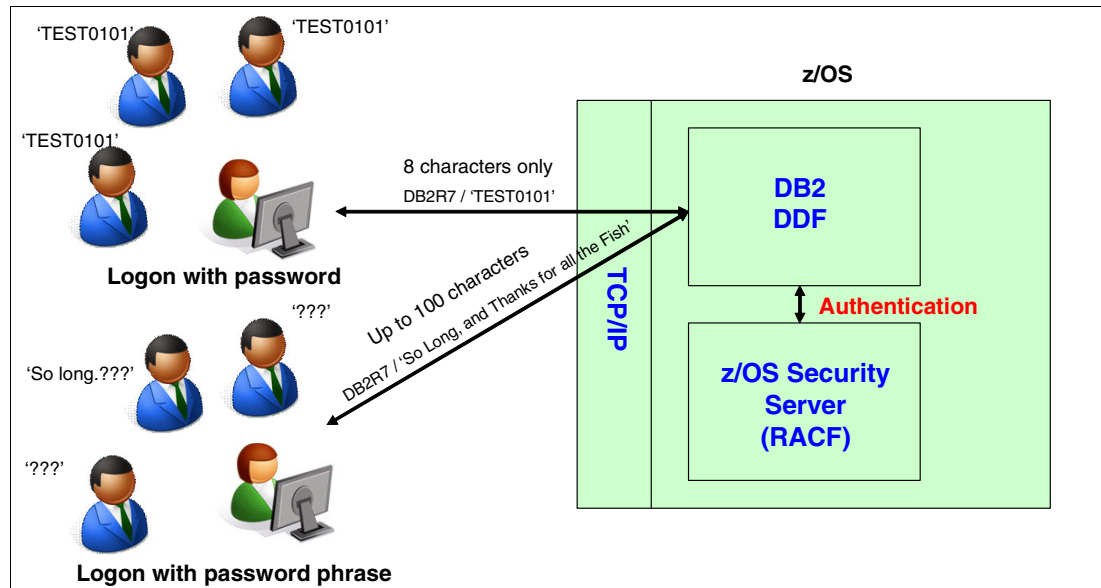 ‘TEST0101’
‘TEST0101’
‘TEST0101’
8 characters only
DB2R7 / ‘TEST0101’
Logon with password
Up to 100 characters
DB2R7 / ‘So Long, and Thanks for all the Fish’
‘???’
‘So long.???’
‘???’
Logon with password phrase
z/OS
TCP/IP
DB2
DDF
Authentication
z/OS Security
Server
(RACF)